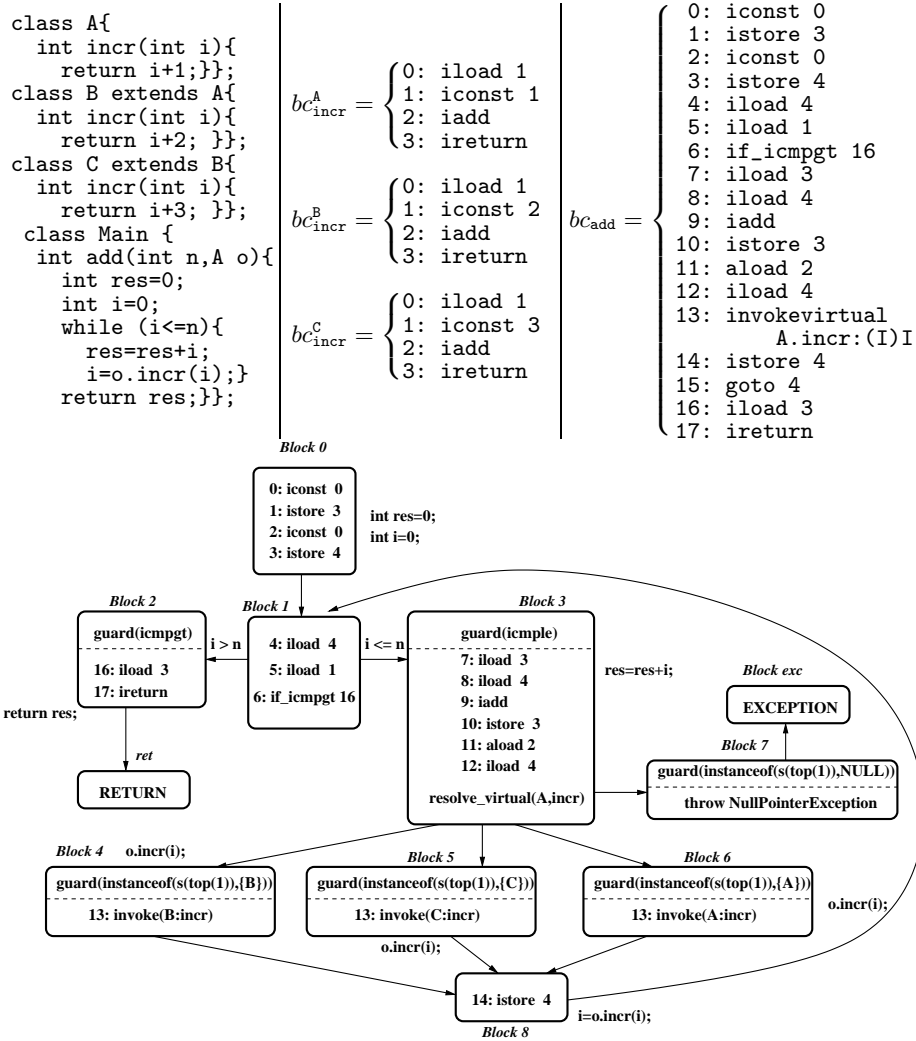 class A{
int incr(int i){
return i+1;}};
class B extends A{
int incr(int i){
return i+2; }};
class C extends B{
int incr(int i){
return i+3; }};
class Main {
int add(int n,A o){
int res=0;
int i=0;
while (i<=n){
res=res+i;
i=o.incr(i);}
return res;}};
bc^A_incr =
0: iload 1
1: iconst 1
2: iadd
3: ireturn
bc^B_incr =
0: iload 1
1: iconst 2
2: iadd
3: ireturn
bc^C_incr =
0: iload 1
1: iconst 3
2: iadd
3: ireturn
bc_add =
0: iconst 0
1: istore 3
2: iconst 0
3: istore 4
4: iload 4
5: iload 1
6: if_icmpgt 16
7: iload 3
8: iload 4
9: iadd
10: istore 3
11: aload 2
12: iload 4
13: invokevirtual
A.incr:(I)I
14: istore 4
15: goto 4
16: iload 3
17: ireturn
Block 0
0: iconst 0
1: istore 3
2: iconst 0
3: istore 4
int res=0;
int i=0;
Block 2
guard(icmpgt)
16: iload 3
17: ireturn
i > n
Block 1
4: iload 4
5: iload 1
6: if_icmpgt 16
i <= n
Block 3
guard(icmple)
7: iload 3
8: iload 4
9: iadd
10: istore 3
11: aload 2
12: iload 4
resolve_virtual(A,incr)
res=res+i;
Block exc
EXCEPTION
Block 7
guard(instanceof(s(top(1)),NULL))
throw NullPointerException
return res;
ret
RETURN
Block 4
o.incr(i);
guard(instanceof(s(top(1)),{B}))
13: invoke(B:incr)
Block 5
guard(instanceof(s(top(1)),{C}))
13: invoke(C:incr)
o.incr(i);
Block 6
guard(instanceof(s(top(1)),{A}))
13: invoke(A:incr)
o.incr(i);
14: istore 4
i=o.incr(i);
Block 8